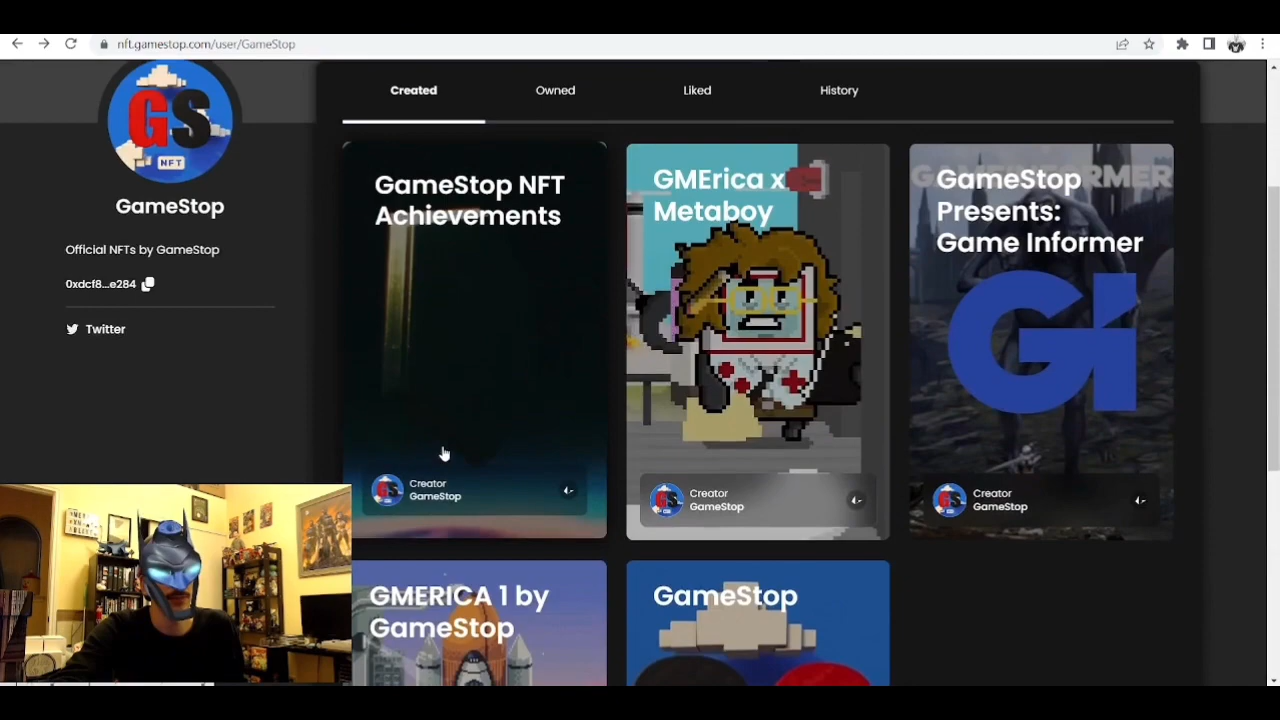 nft.gamestop.com/user/GameStop
Created
Owned
Liked
History
GS
NFT
GameStop
Official NFTs by GameStop
0xdcf8...e284
Twitter
GameStop NFT
Achievements
Creator
GameStop
GMErica x
Metaboy
Creator
GameStop
GAMEINFORMER
GameStop
Presents:
Game Informer
GI
Creator
GameStop
GMERICA 1 by
GameStop
GameStop